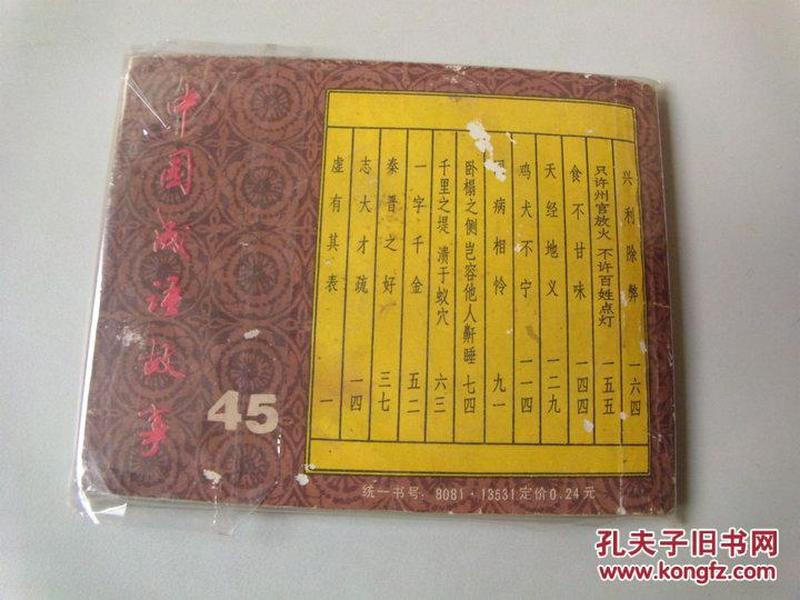 中国成语故事
45
兴利除弊 一六四
只许州官放火 不许百姓点灯 一五五
食不甘味 一四四
天经地义 一二九
鸡犬不宁 一一四
病相怜 九一
卧榻之侧岂容他人鼾睡 七四
千里之堤 溃于蚁穴 六三
一字千金 五二
秦晋之好 三七
志大才疏 一四
虚有其表 一
统一书号：8081·13531定价0.24元
孔夫子旧书网
www.kongfz.com